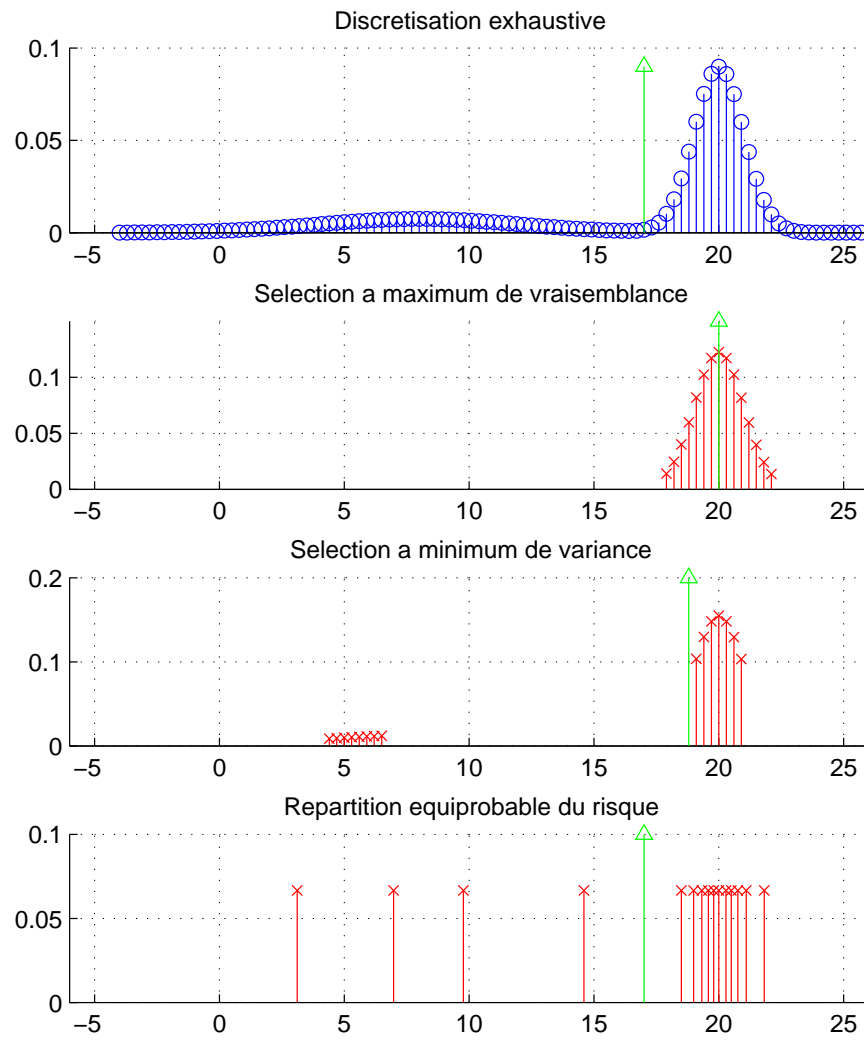 Discretisation exhaustive
0.1
0.05
0
−5 0 5 10 15 20 25
Selection a maximum de vraisemblance
0.1
0.05
0
−5 0 5 10 15 20 25
Selection a minimum de variance
0.2
0.1
0
−5 0 5 10 15 20 25
Repartition equiprobable du risque
0.1
0.05
0
−5 0 5 10 15 20 25